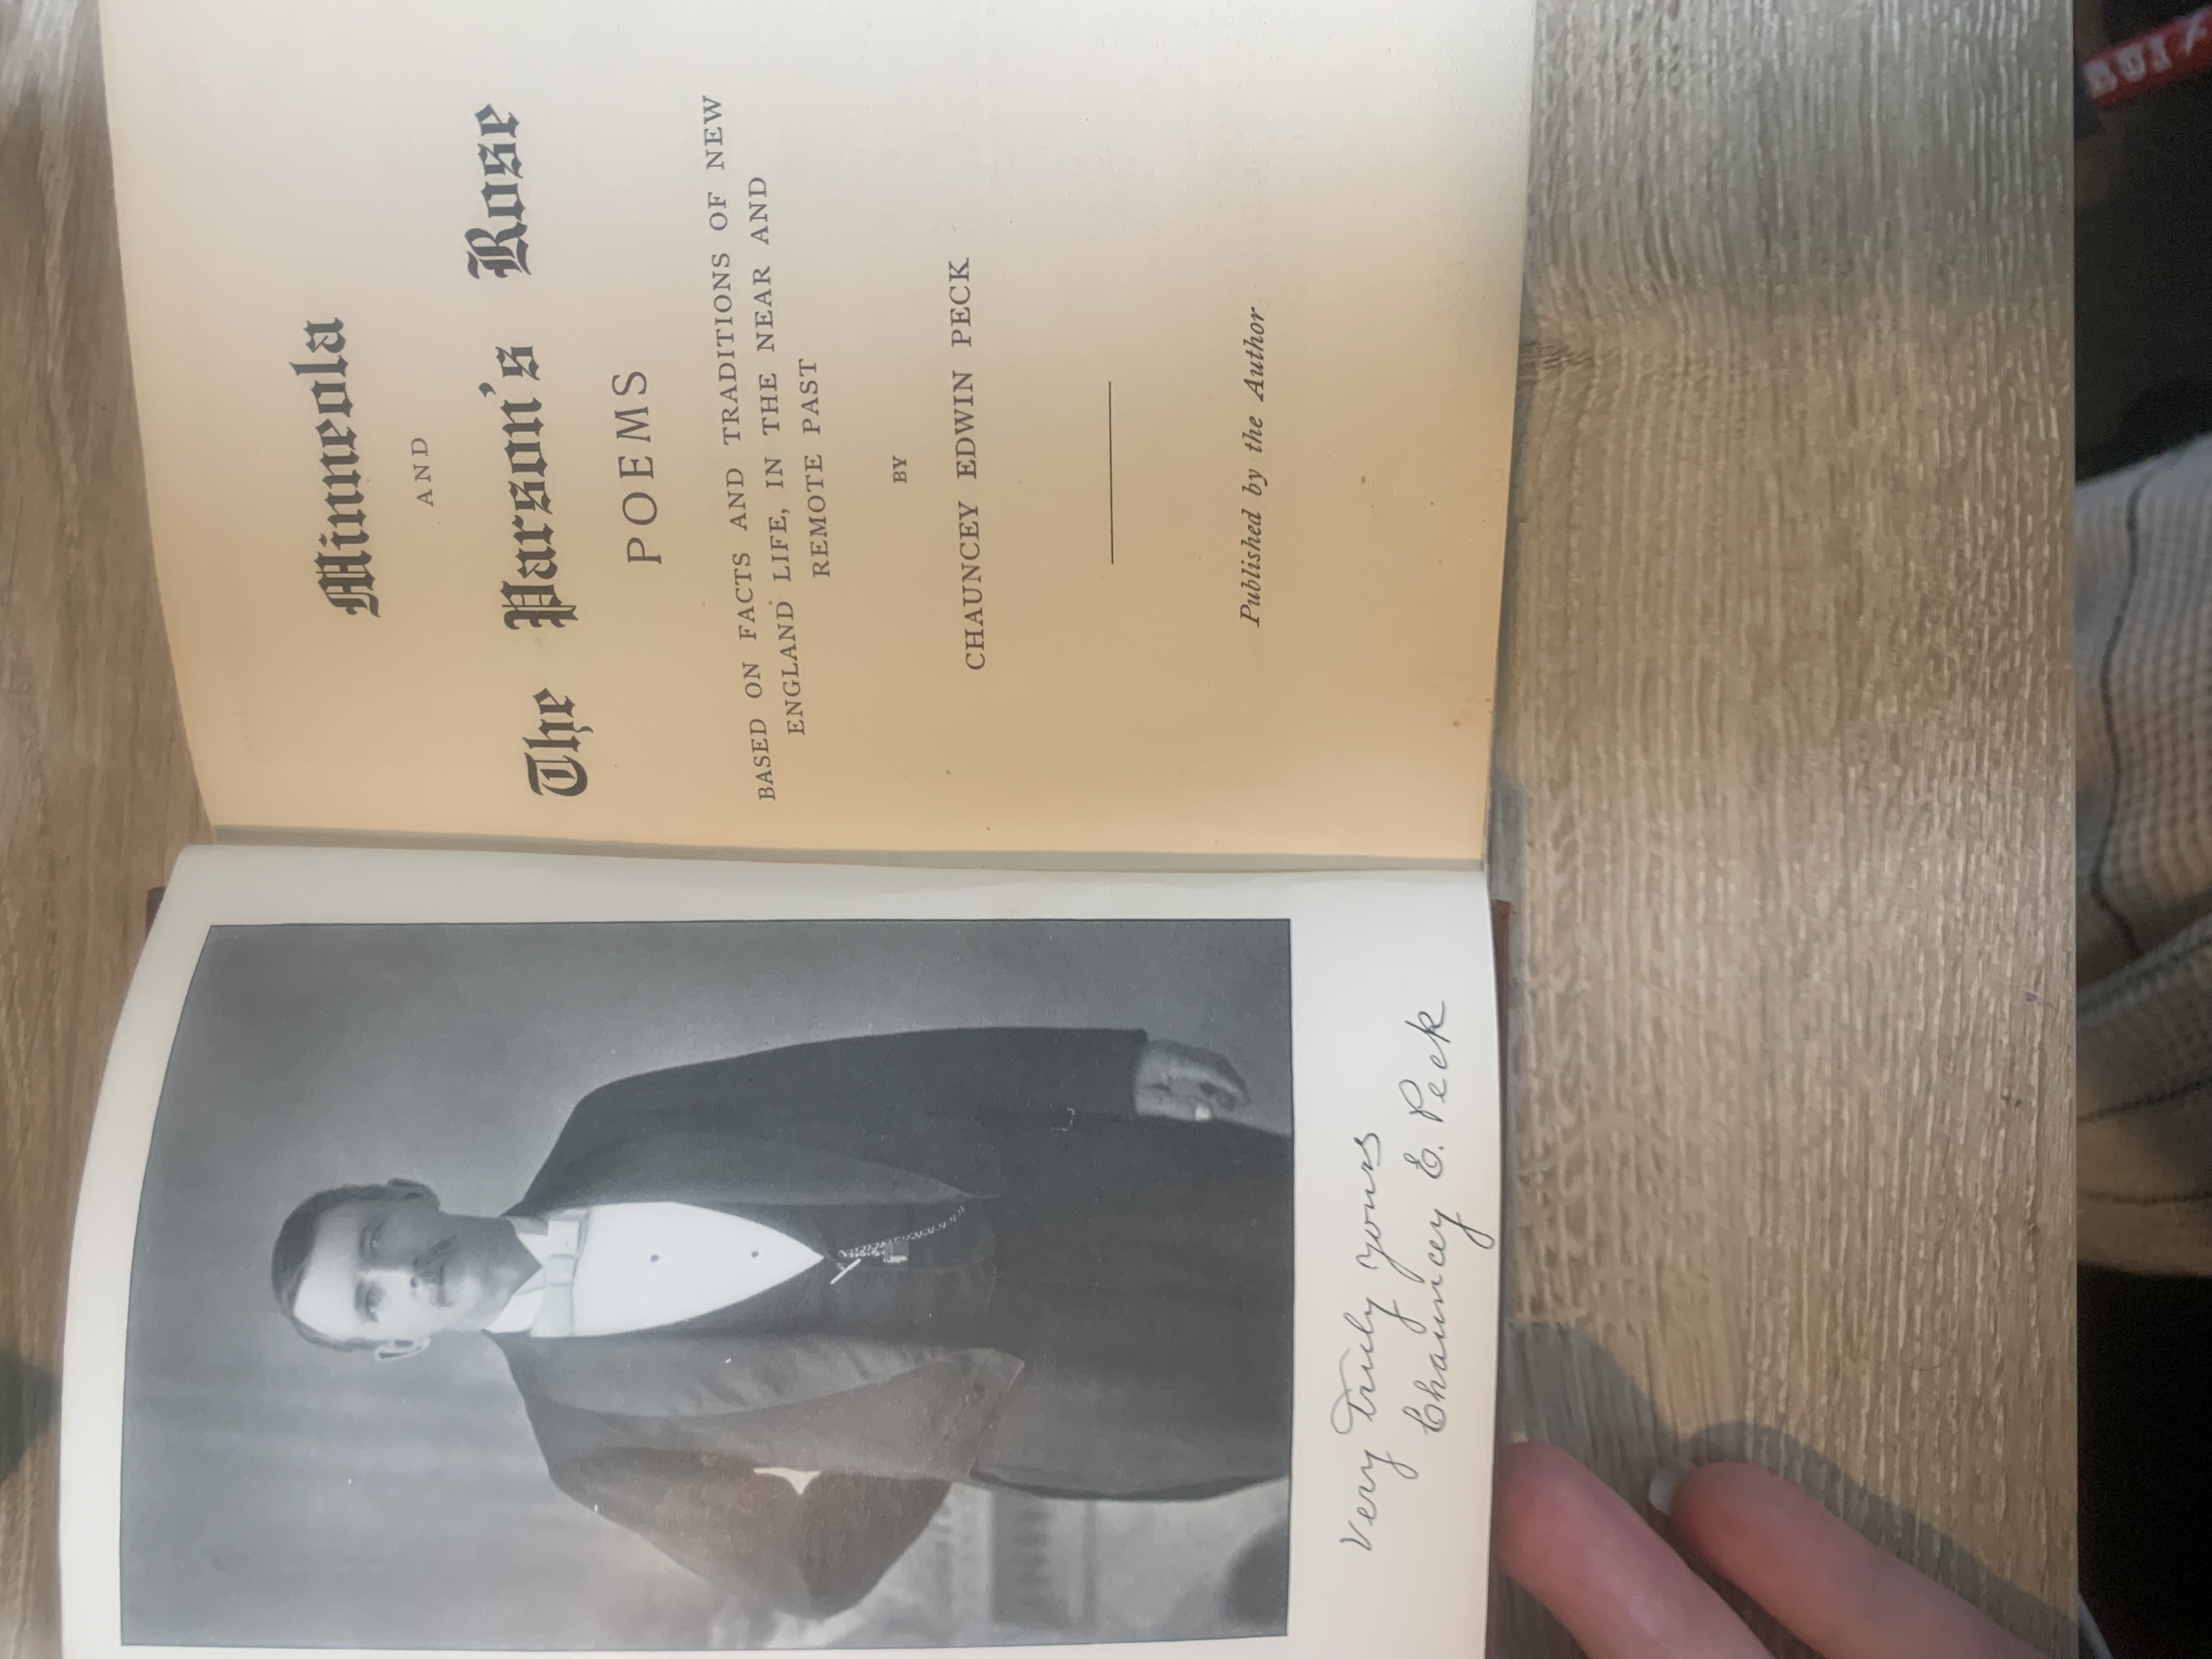 Very truly yours
Chauncey E. Peck
Minneola
AND
The Parson's Rose
POEMS
BASED ON FACTS AND TRADITIONS OF NEW
ENGLAND LIFE, IN THE NEAR AND
REMOTE PAST
BY
CHAUNCEY EDWIN PECK
Published by the Author